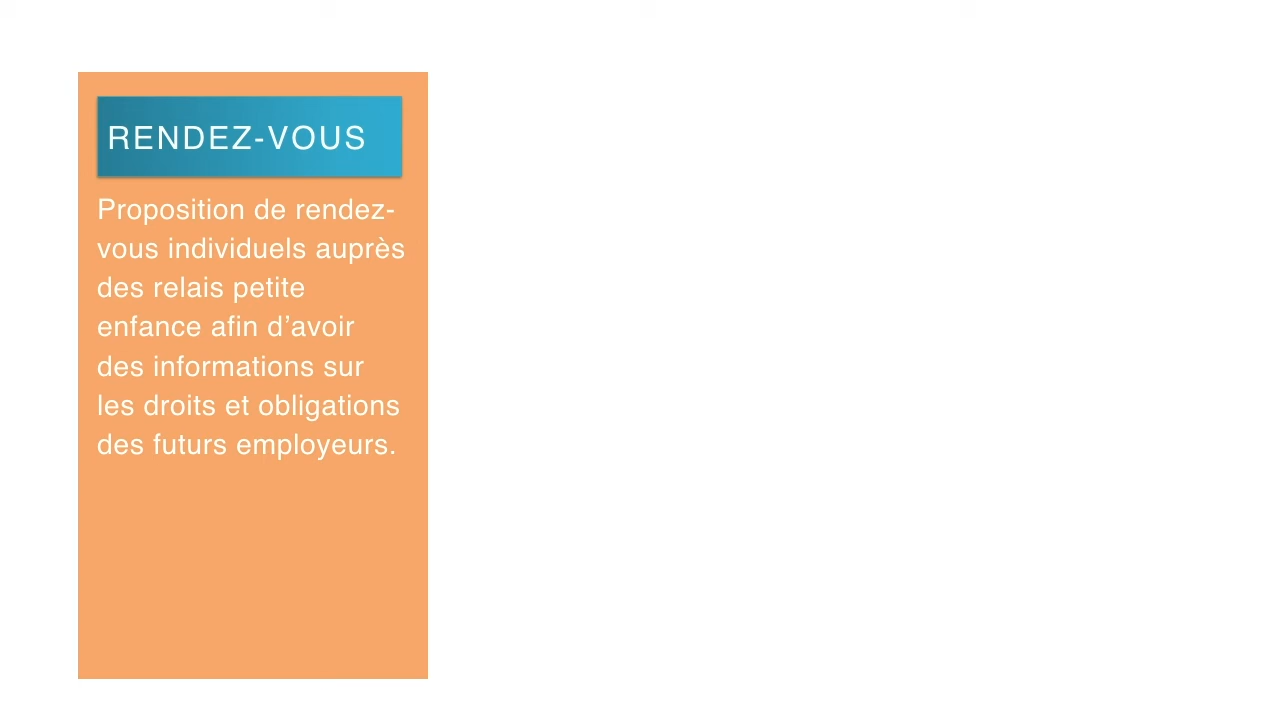 RENDEZ-VOUS
Proposition de rendez-
vous individuels auprès
des relais petite
enfance afin d’avoir
des informations sur
les droits et obligations
des futurs employeurs.